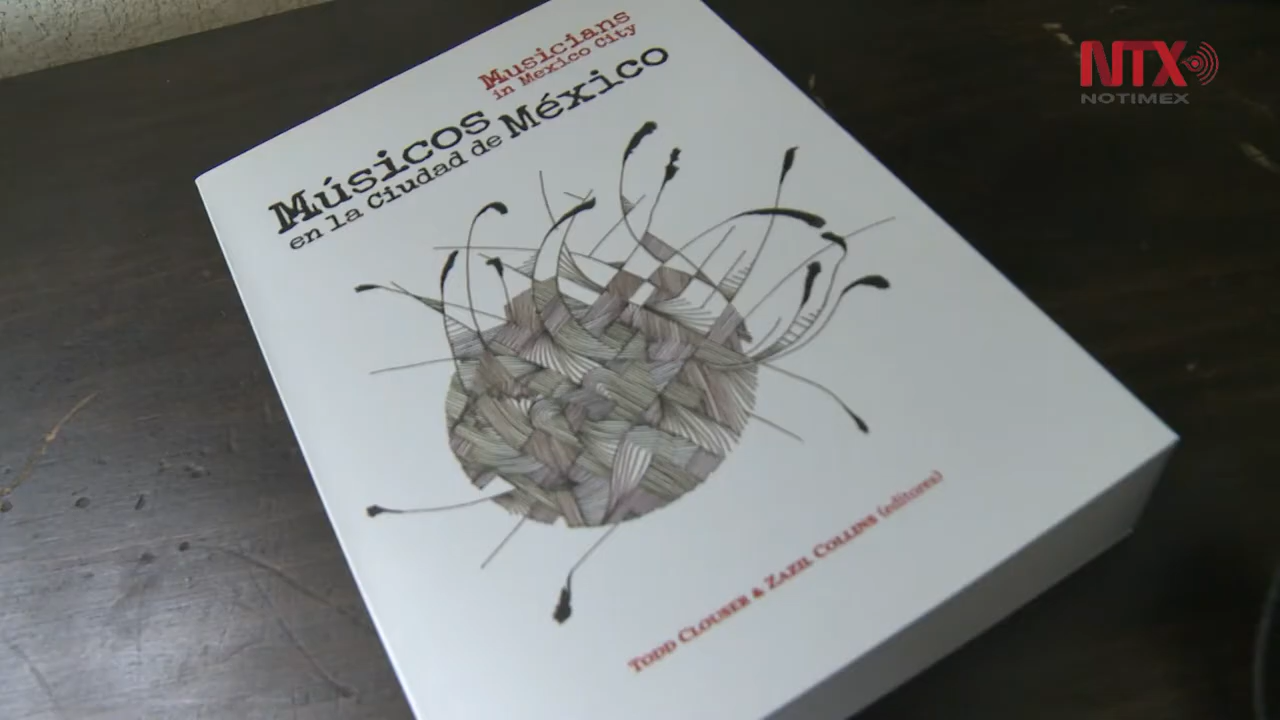 Musicians
in Mexico City
Músicos
en la Ciudad de México
TODD CLOUSER & ZAZIL COLLINS (editores)
NTX
NOTIMEX